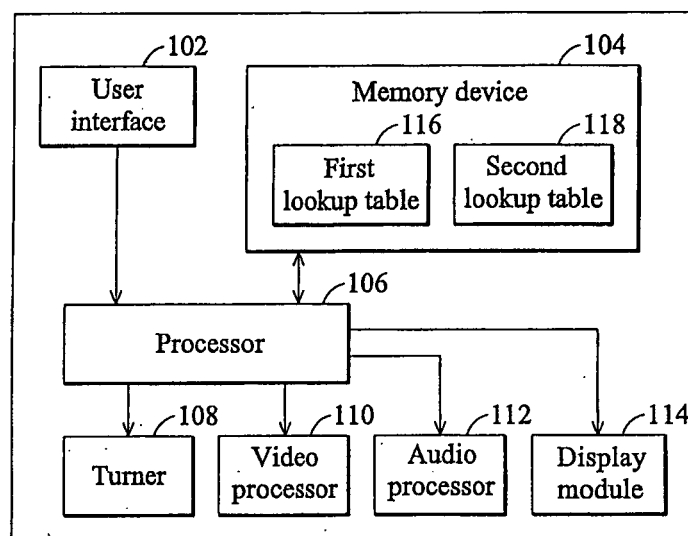 102
User
interface
104
Memory device
116
First
lookup table
118
Second
lookup table
106
Processor
108
Turner
110
Video
processor
112
Audio
processor
114
Display
module